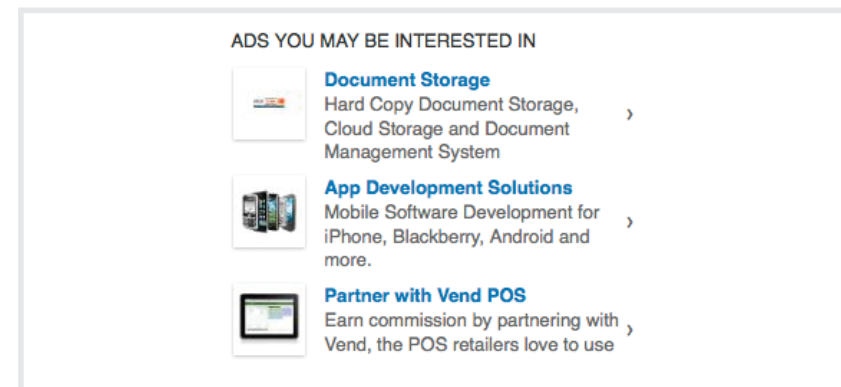 ADS YOU MAY BE INTERESTED IN
Document Storage
Hard Copy Document Storage,
Cloud Storage and Document
Management System
App Development Solutions
Mobile Software Development for
iPhone, Blackberry, Android and
more.
Partner with Vend POS
Earn commission by partnering with
Vend, the POS retailers love to use